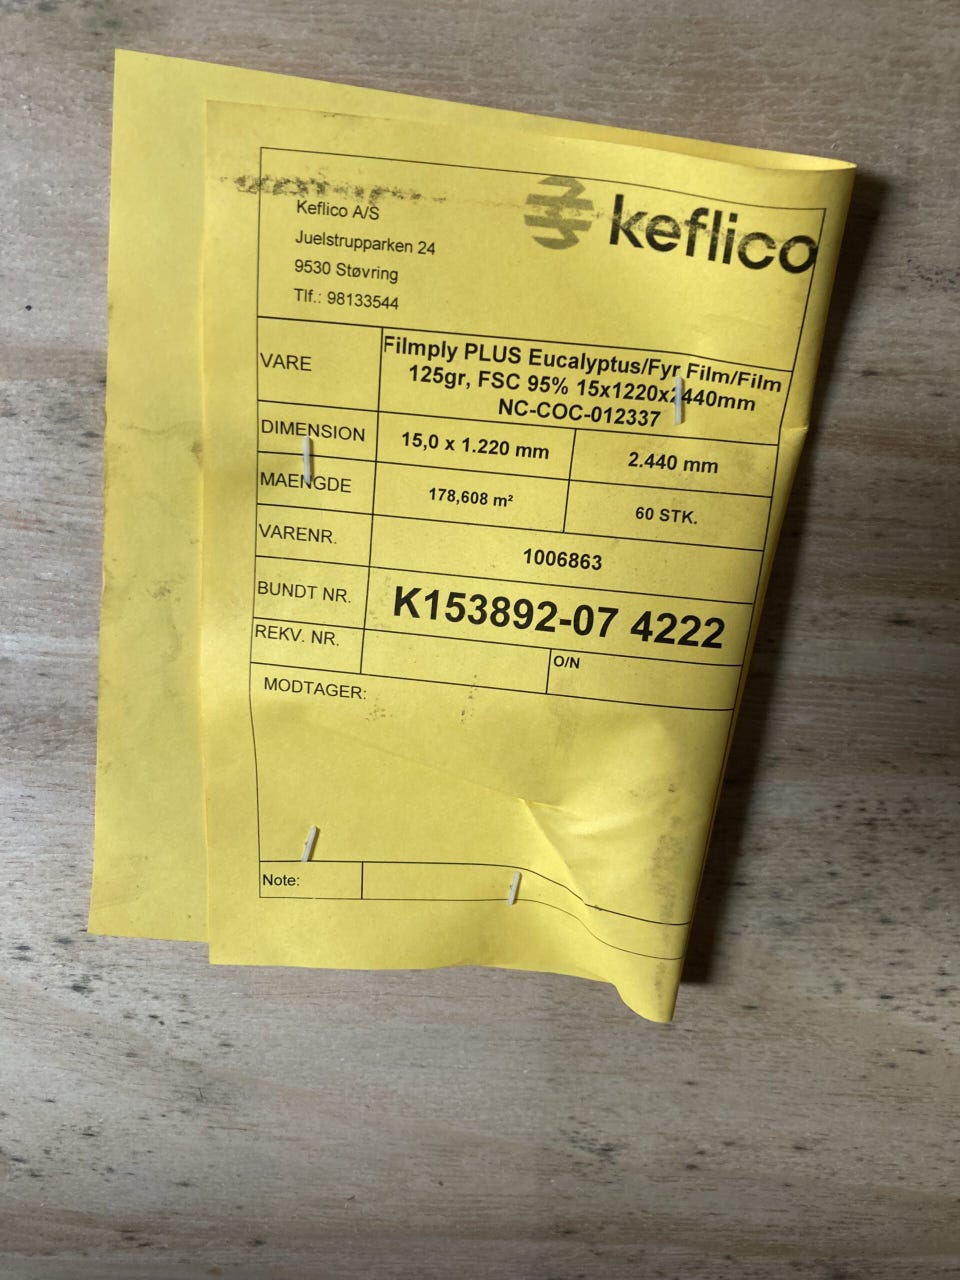 keflico
Keflico A/S
Juelstrupparken 24
9530 Støvring
Tlf.: 98133544
VARE
Filmply PLUS Eucalyptus/Fyr Film/Film
125gr, FSC 95% 15x1220x2440mm
NC-COC-012337
DIMENSION 15,0 x 1.220 mm 2.440 mm
MAENGDE 178,608 m² 60 STK.
VARENR. 1006863
BUNDT NR. K153892-07 4222
REKV. NR. O/N
MODTAGER:
Note: